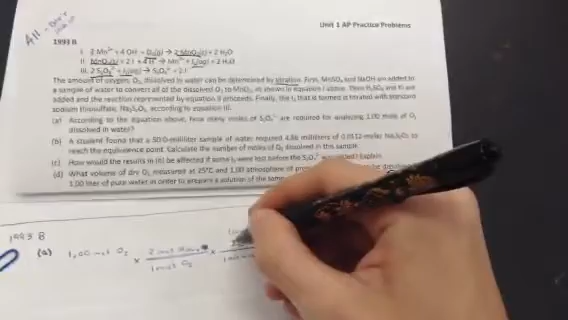 Unit 1 AP Practice Problems
All
1993 B
I. 2 Mn²⁺ + 4 OH⁻ + O₂(g) → 2 MnO₂(s) + 2 H₂O
II. MnO₂(s) + 2 I⁻ + 4 H⁺ → Mn²⁺ + I₂(aq) + 2 H₂O
III. 2 S₂O₃²⁻ + I₂(aq) → S₄O₆²⁻ + 2 I⁻
The amount of oxygen, O₂, dissolved in water can be determined by titration. First, MnSO₄ and NaOH are added to
a sample of water to convert all of the dissolved O₂ to MnO₂, as shown in equation I above. Then H₂SO₄ and KI are
added and the reaction represented by equation II proceeds. Finally, the I₂ that is formed is titrated with standard
sodium thiosulfate, Na₂S₂O₃, according to equation III.
(a) According to the equation above, how many moles of S₂O₃²⁻ are required for analyzing 1.00 mole of O₂
dissolved in water?
(b) A student found that a 50.0-milliliter sample of water required 4.86 milliliters of 0.0112-molar Na₂S₂O₃ to
reach the equivalence point. Calculate the number of moles of O₂ dissolved in this sample.
(c) How would the results in (b) be affected if some I₂ were lost before the S₂O₃²⁻ was added? Explain.
(d) What volume of dry O₂ measured at 25°C and 1.00 atmosphere of be dissolved
1.00 liter of pure water in order to prepare a solution of the same
1993 B
(a) 1.00 mol O₂ × 2 mol ×
1 mol O₂